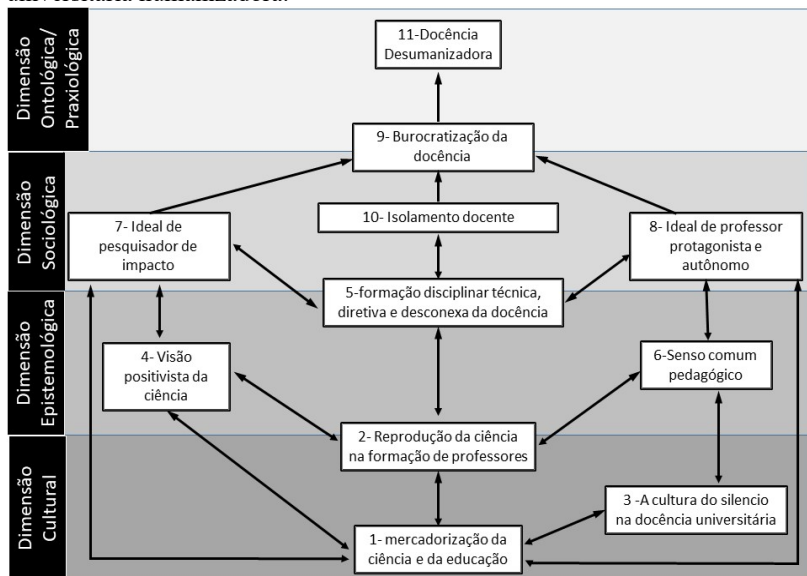 Dimensão
Ontológica/
Praxiológica
11-Docência
Desumanizadora
9- Burocratização da
docência
Dimensão
Sociológica
7- Ideal de
pesquisador de
impacto
10- Isolamento docente
8- Ideal de professor
protagonista e
autônomo
5-formação disciplinar técnica,
diretiva e desconexa da docência
Dimensão
Epistemológica
4- Visão
positivista da
ciência
6-Senso comum
pedagógico
2- Reprodução da ciência
na formação de professores
Dimensão
Cultural
3 -A cultura do silencio
na docência universitária
1- mercadorização da
ciência e da educação